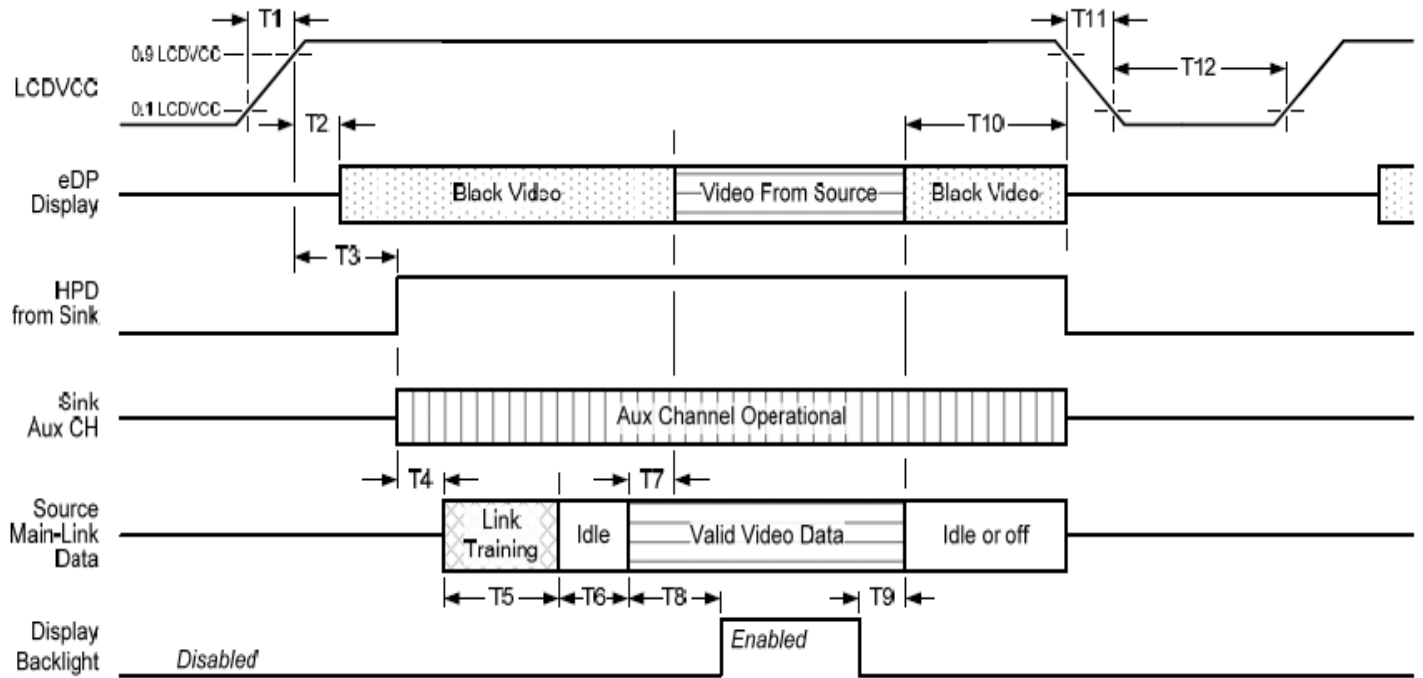 T1
T11
0.9 LCDVCC
T12
LCDVCC
0.1 LCDVCC
T2
T10
eDP
Display
Black Video
Video From Source
Black Video
T3
HPD
from Sink
Sink
Aux CH
Aux Channel Operational
T4
T7
Source
Main-Link
Data
Link
Training
Idle
Valid Video Data
Idle or off
T5
T6
T8
T9
Display
Backlight
Disabled
Enabled